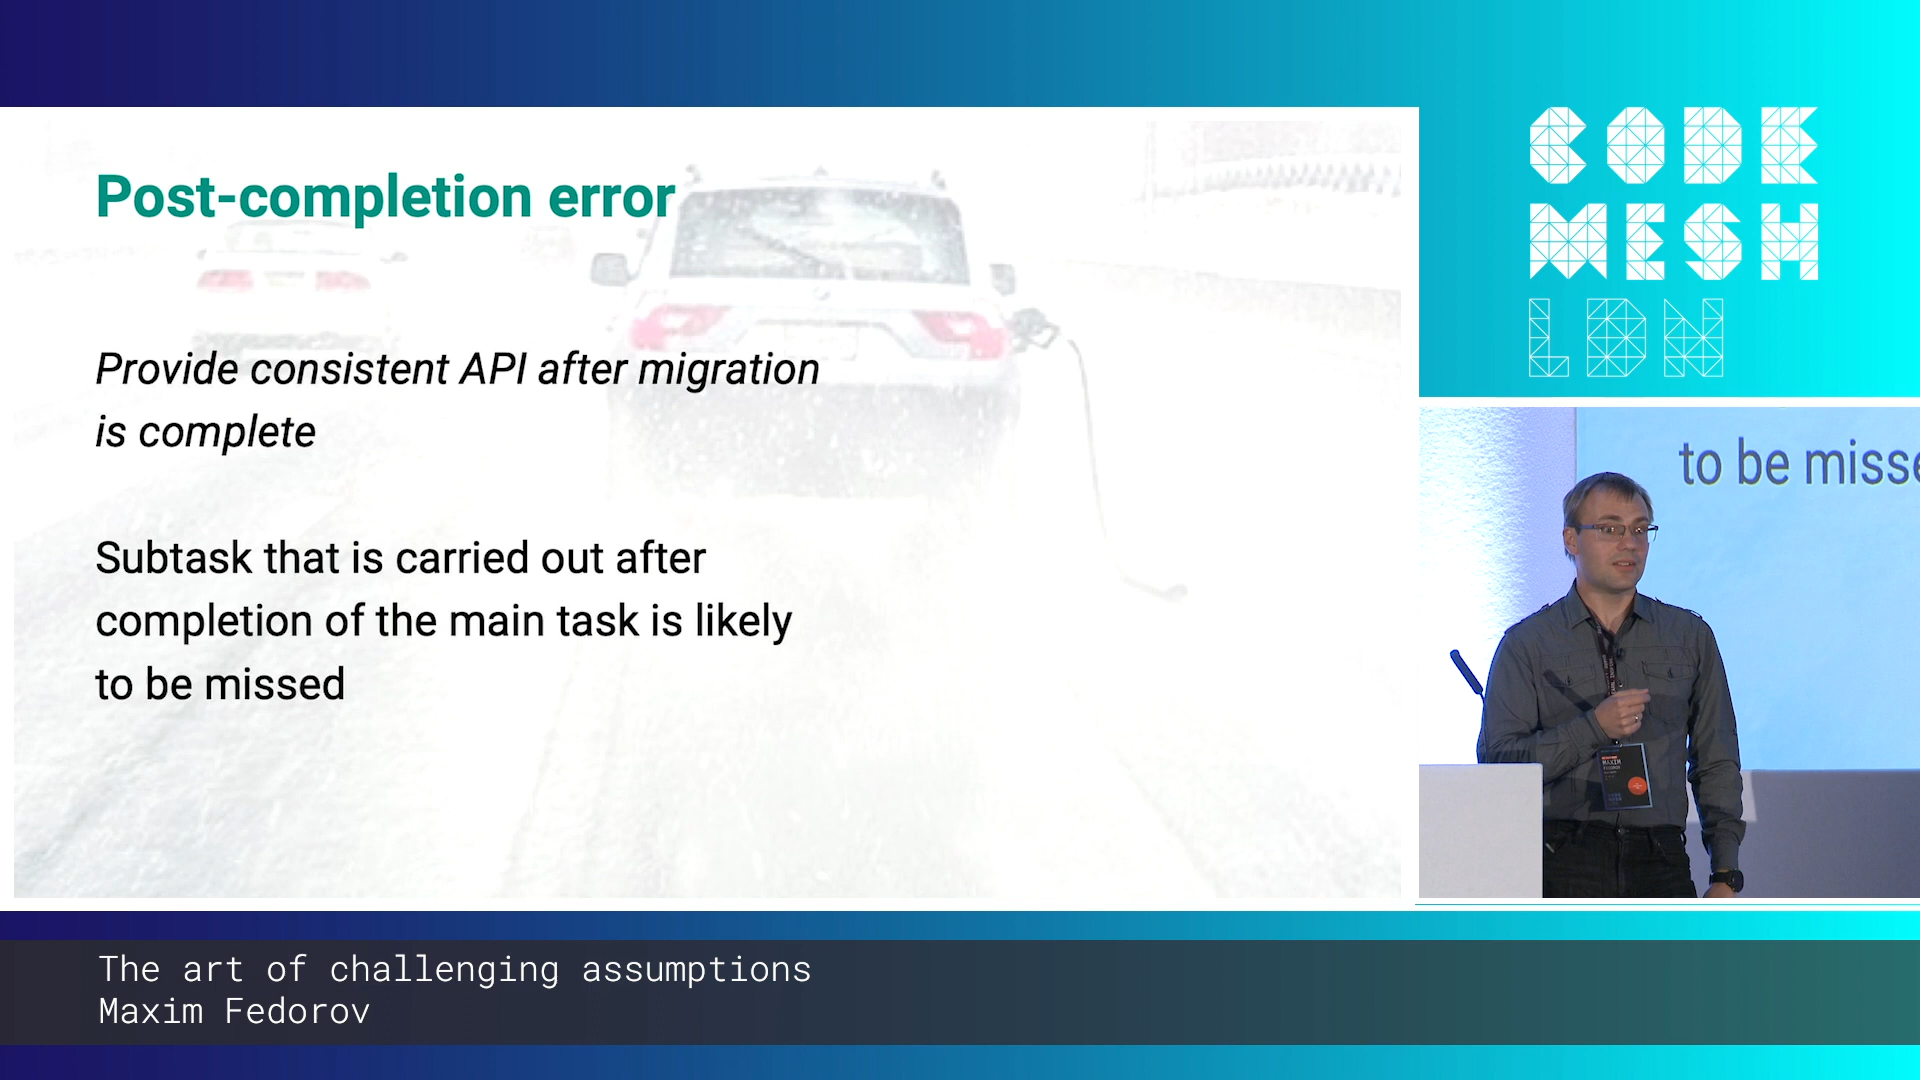 Post-completion error
Provide consistent API after migration
is complete
Subtask that is carried out after
completion of the main task is likely
to be missed
CODE
MESH
LDN
to be misse
MAXIM
FEDOROV
The art of challenging assumptions
Maxim Fedorov